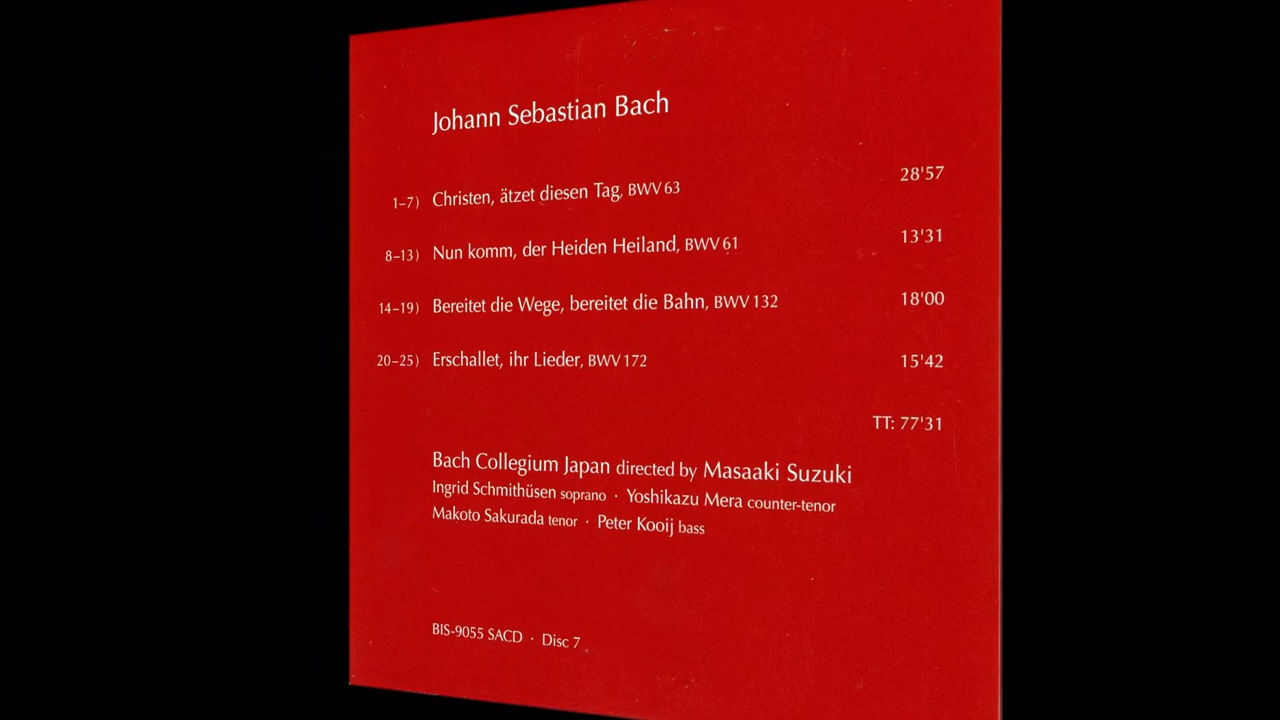 Johann Sebastian Bach
1–7) Christen, ätzet diesen Tag, BWV 63 28'57
8–13) Nun komm, der Heiden Heiland, BWV 61 13'31
14–19) Bereitet die Wege, bereitet die Bahn, BWV 132 18'00
20–25) Erschallet, ihr Lieder, BWV 172 15'42
TT: 77'31
Bach Collegium Japan directed by Masaaki Suzuki
Ingrid Schmithüsen soprano · Yoshikazu Mera counter-tenor
Makoto Sakurada tenor · Peter Kooij bass
BIS-9055 SACD · Disc 7